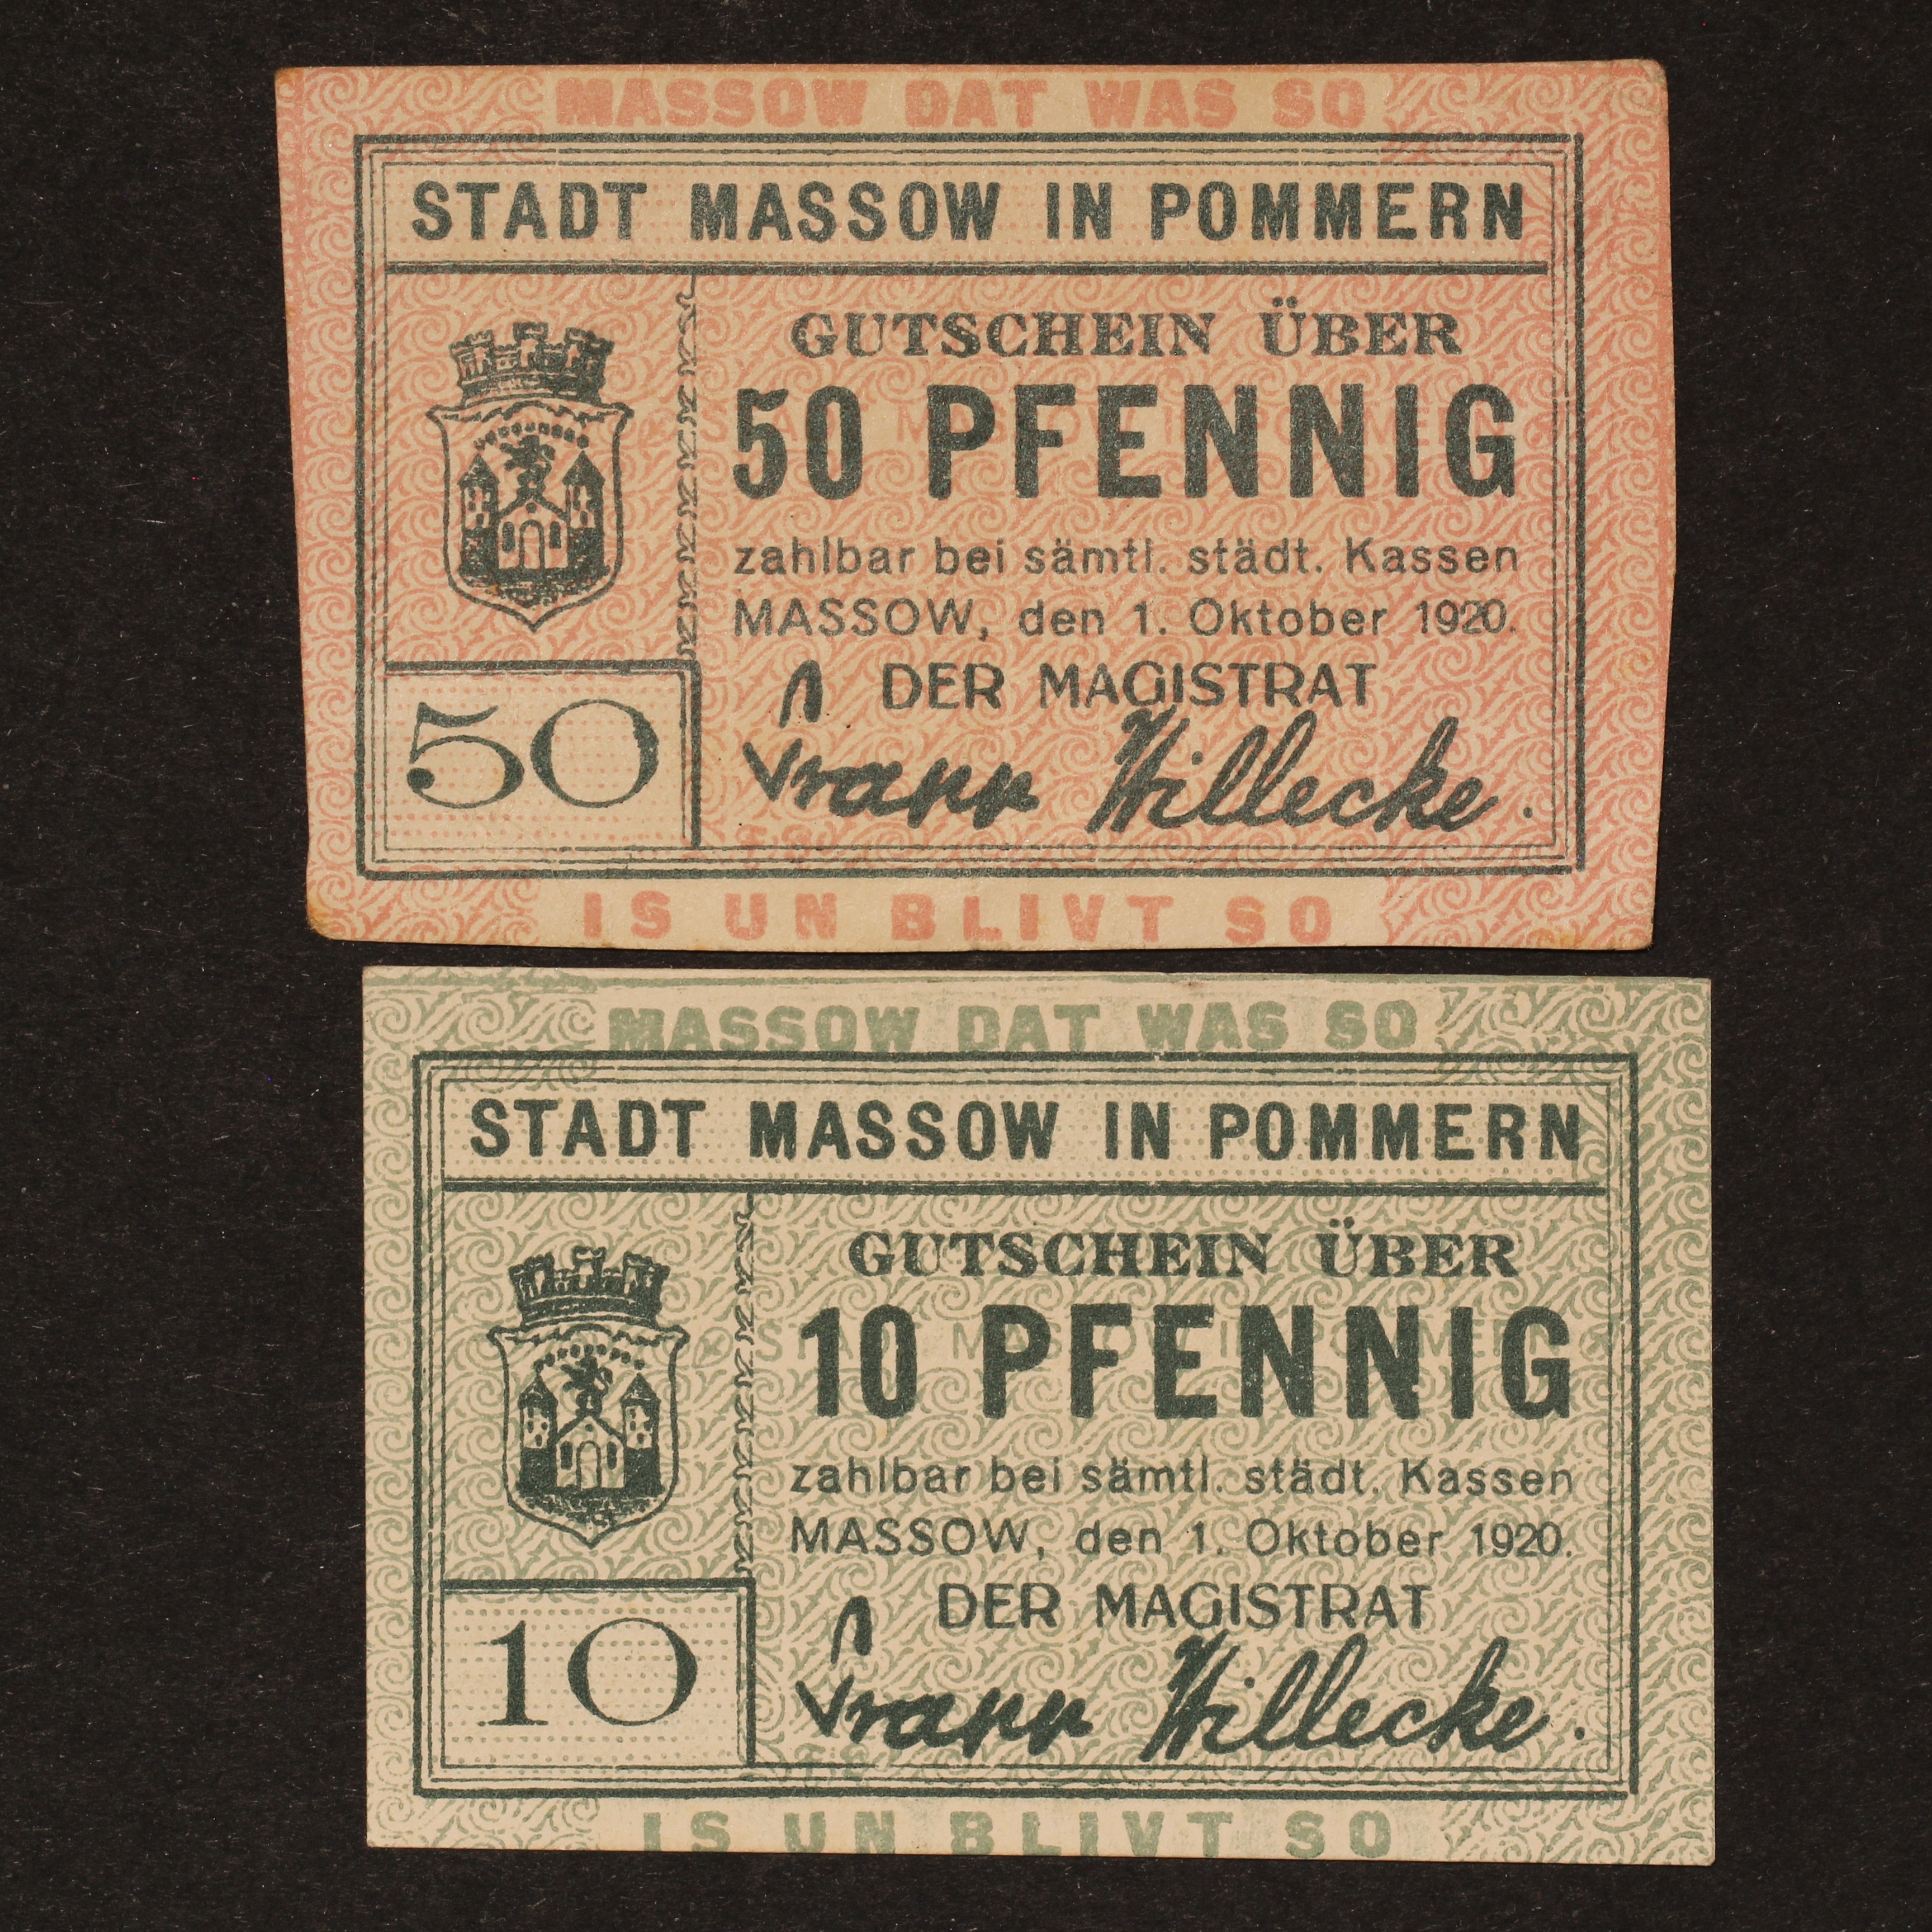 MASSOW DAT WAS SO
STADT MASSOW IN POMMERN
GUTSCHEIN ÜBER
50 PFENNIG
zahlbar bei sämtl. städt. Kassen
MASSOW, den 1. Oktober 1920.
DER MAGISTRAT
50
Willecke.
IS UN BLIVT SO
MASSOW DAT WAS SO
STADT MASSOW IN POMMERN
GUTSCHEIN ÜBER
10 PFENNIG
zahlbar bei sämtl. städt. Kassen
MASSOW, den 1. Oktober 1920.
DER MAGISTRAT
10
Willecke.
IS UN BLIVT SO